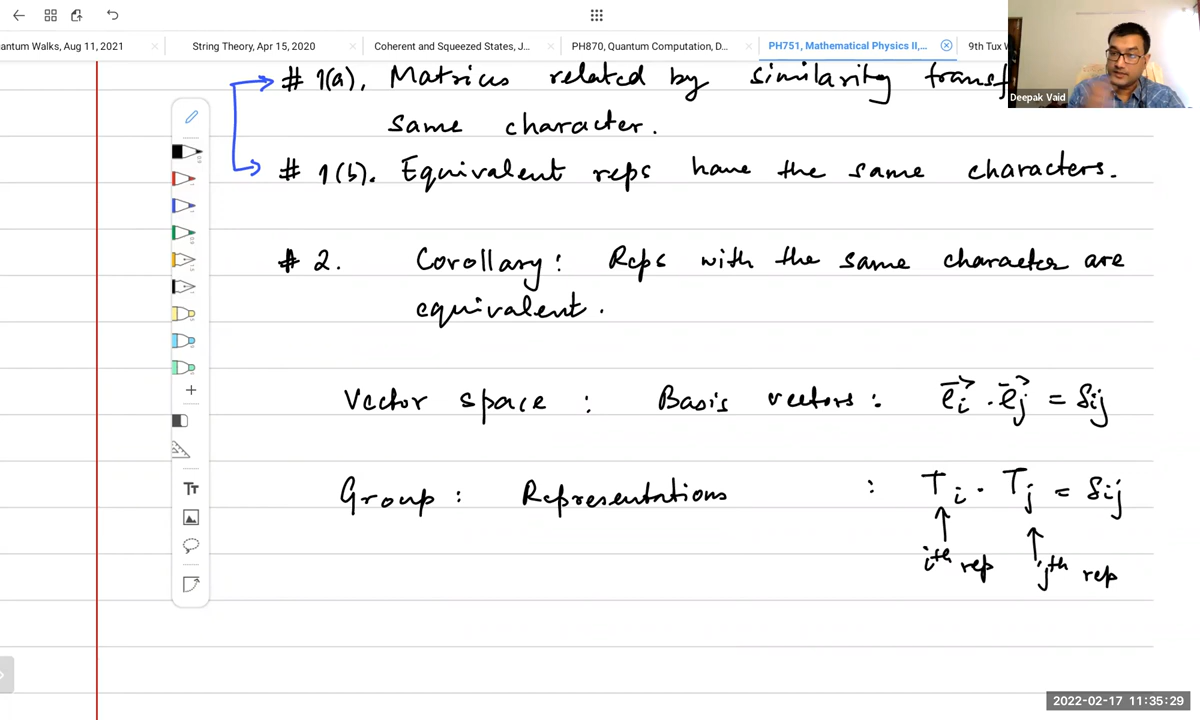 antum Walks, Aug 11, 2021
String Theory, Apr 15, 2020
Coherent and Squeezed States, J...
PH870, Quantum Computation, D...
PH751, Mathematical Physics II,...
9th Tux W
Deepak Vaid
# 1(a). Matrices related by similarity transf
same character.
# 1(b). Equivalent reps have the same characters.
# 2. Corollary: Reps with the same character are
equivalent.
Vector space : Basis vectors : e⃗i · e⃗j = δij
Group : Representations : Ti · Tj = δij
ith rep jth rep
TT
2022-02-17 11:35:29